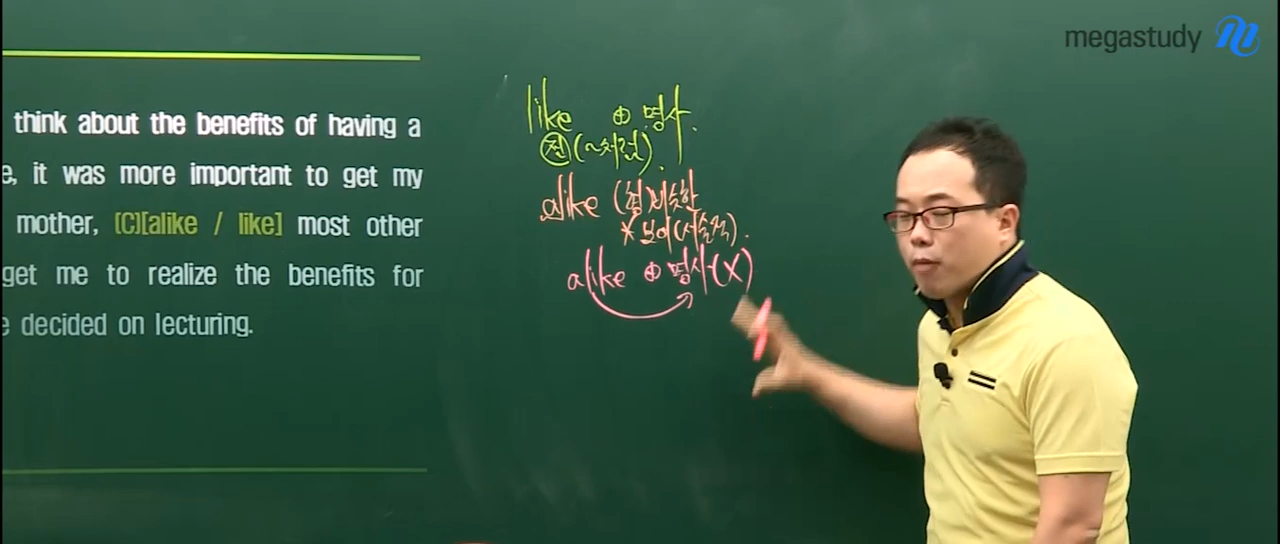 megastudy
think about the benefits of having a
e, it was more important to get my
mother, (C)[alike / like] most other
get me to realize the benefits for
e decided on lecturing.
like ⊕ 명사.
전 (~처럼).
alike (형 비슷한
* 보어(서술적).
alike ⊕ 명사 (X)